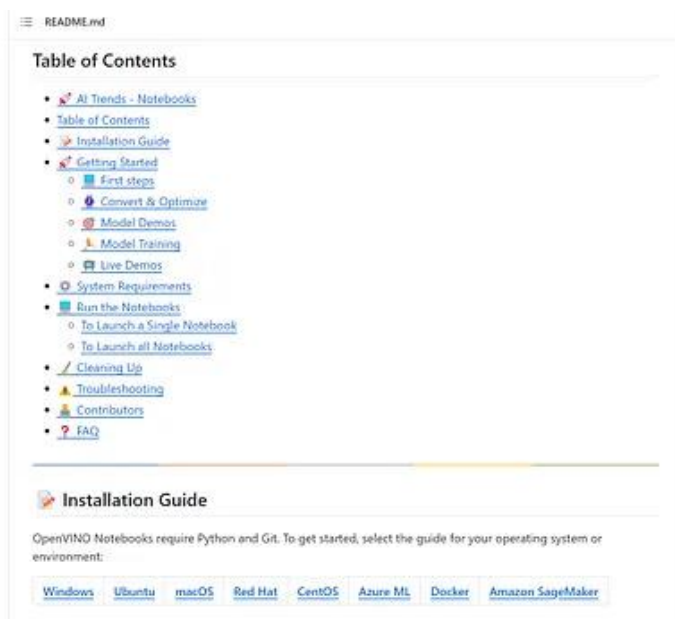 README.md
Table of Contents
AI Trends - Notebooks
Table of Contents
Installation Guide
Getting Started
First steps
Convert & Optimize
Model Demos
Model Training
Live Demos
System Requirements
Run the Notebooks
To Launch a Single Notebook
To Launch all Notebooks
Cleaning Up
Troubleshooting
Contributors
FAQ
Installation Guide
OpenVINO Notebooks require Python and Git. To get started, select the guide for your operating system or
environment:
Windows Ubuntu macOS Red Hat CentOS Azure ML Docker Amazon SageMaker